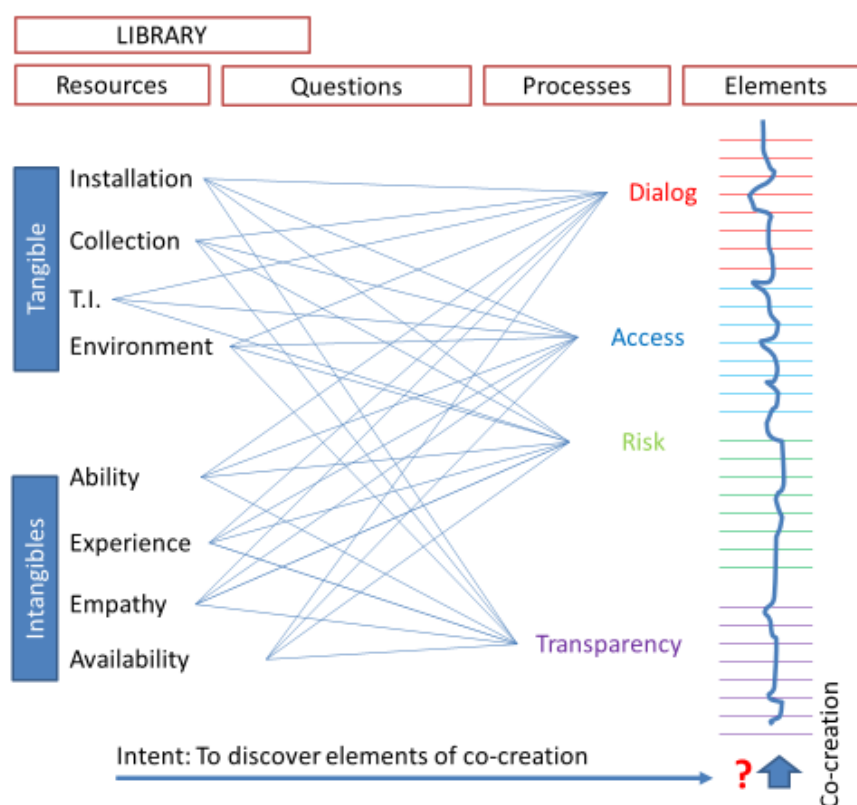 LIBRARY
Resources
Questions
Processes
Elements
Tangible
Installation
Collection
T.I.
Environment
Dialog
Access
Risk
Intangibles
Ability
Experience
Empathy
Availability
Transparency
Intent: To discover elements of co-creation
?
Co-creation